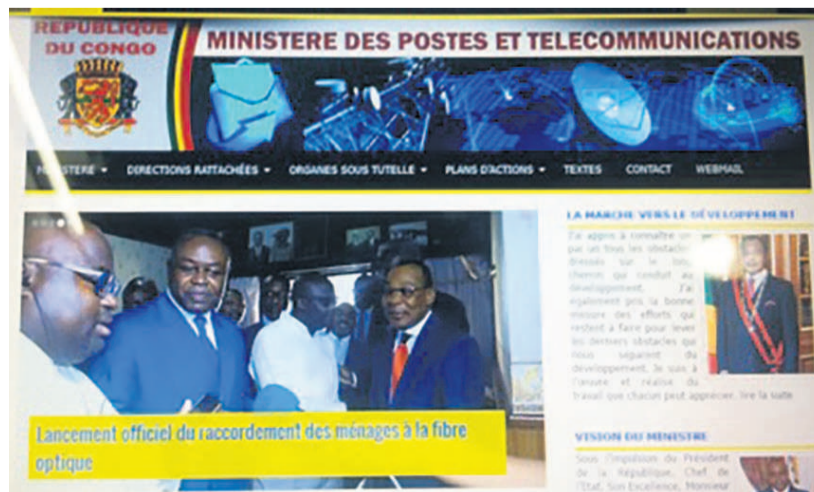 REPUBLIQUE
DU CONGO
MINISTERE DES POSTES ET TELECOMMUNICATIONS
MINISTERE
DIRECTIONS RATTACHÉES
ORGANES SOUS TUTELLE
PLANS D'ACTIONS
TEXTES
CONTACT
WEBMAIL
Lancement officiel du raccordement des ménages à la fibre
optique
LA MARCHE VERS LE DÉVELOPPEMENT
J'ai appris à connaître un
par un tous les obstacles
dressés sur le long
chemin qui conduit au
développement. J'ai
également pris la bonne
mesure des efforts qui
restent à faire pour lever
les derniers obstacles qui
nous séparent du
développement. Je suis à
l'œuvre et réalise du
travail que chacun peut apprécier. lire la suite
VISION DU MINISTRE
Sous l'impulsion du Président
de la République, Chef de
l'Etat, Son Excellence, Monsieur